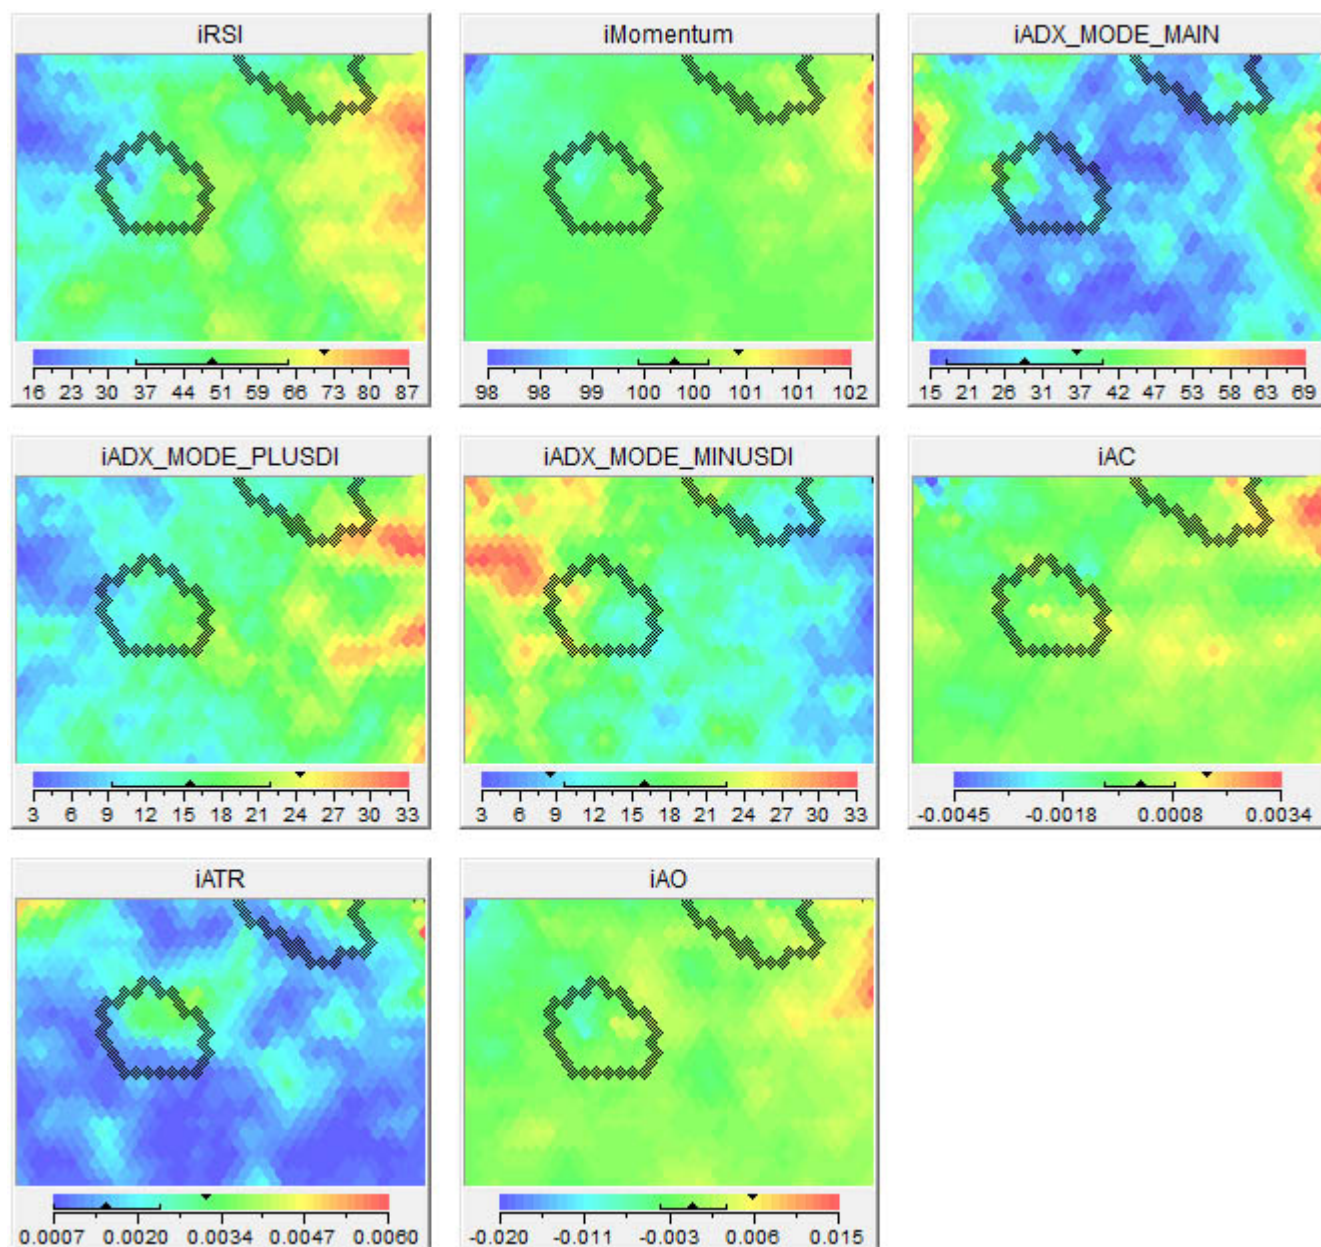 iRSI
16 23 30 37 44 51 59 66 73 80 87
iMomentum
98 98 99 100 100 101 101 102
iADX_MODE_MAIN
15 21 26 31 37 42 47 53 58 63 69
iADX_MODE_PLUSDI
3 6 9 12 15 18 21 24 27 30 33
iADX_MODE_MINUSDI
3 6 9 12 15 18 21 24 27 30 33
iAC
-0.0045 -0.0018 0.0008 0.0034
iATR
0.0007 0.0020 0.0034 0.0047 0.0060
iAO
-0.020 -0.011 -0.003 0.006 0.015